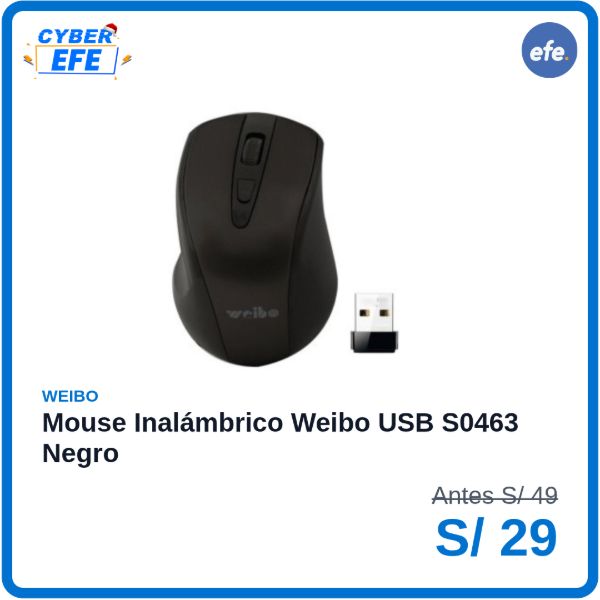 CYBER
EFE
efe.
weibo
WEIBO
Mouse Inalámbrico Weibo USB S0463
Negro
Antes S/ 49
S/ 29